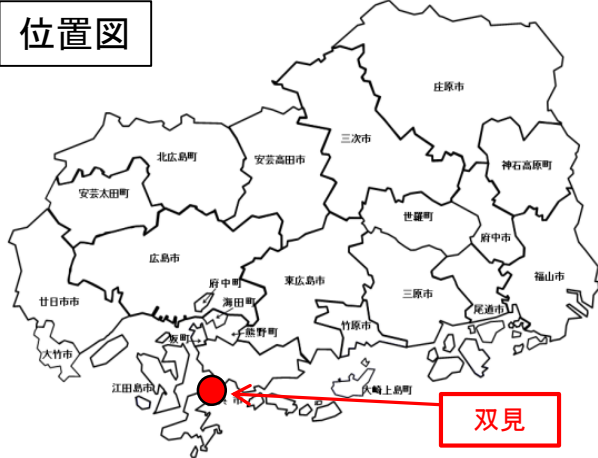 位置図
庄原市
三次市
北広島町
安芸高田市
神石高原町
安芸太田町
世羅町
府中市
広島市
東広島市
福山市
府中町
三原市
海田町
廿日市市
尾道市
坂町
熊野町
竹原市
大竹市
江田島市
大崎上島町
市
双見